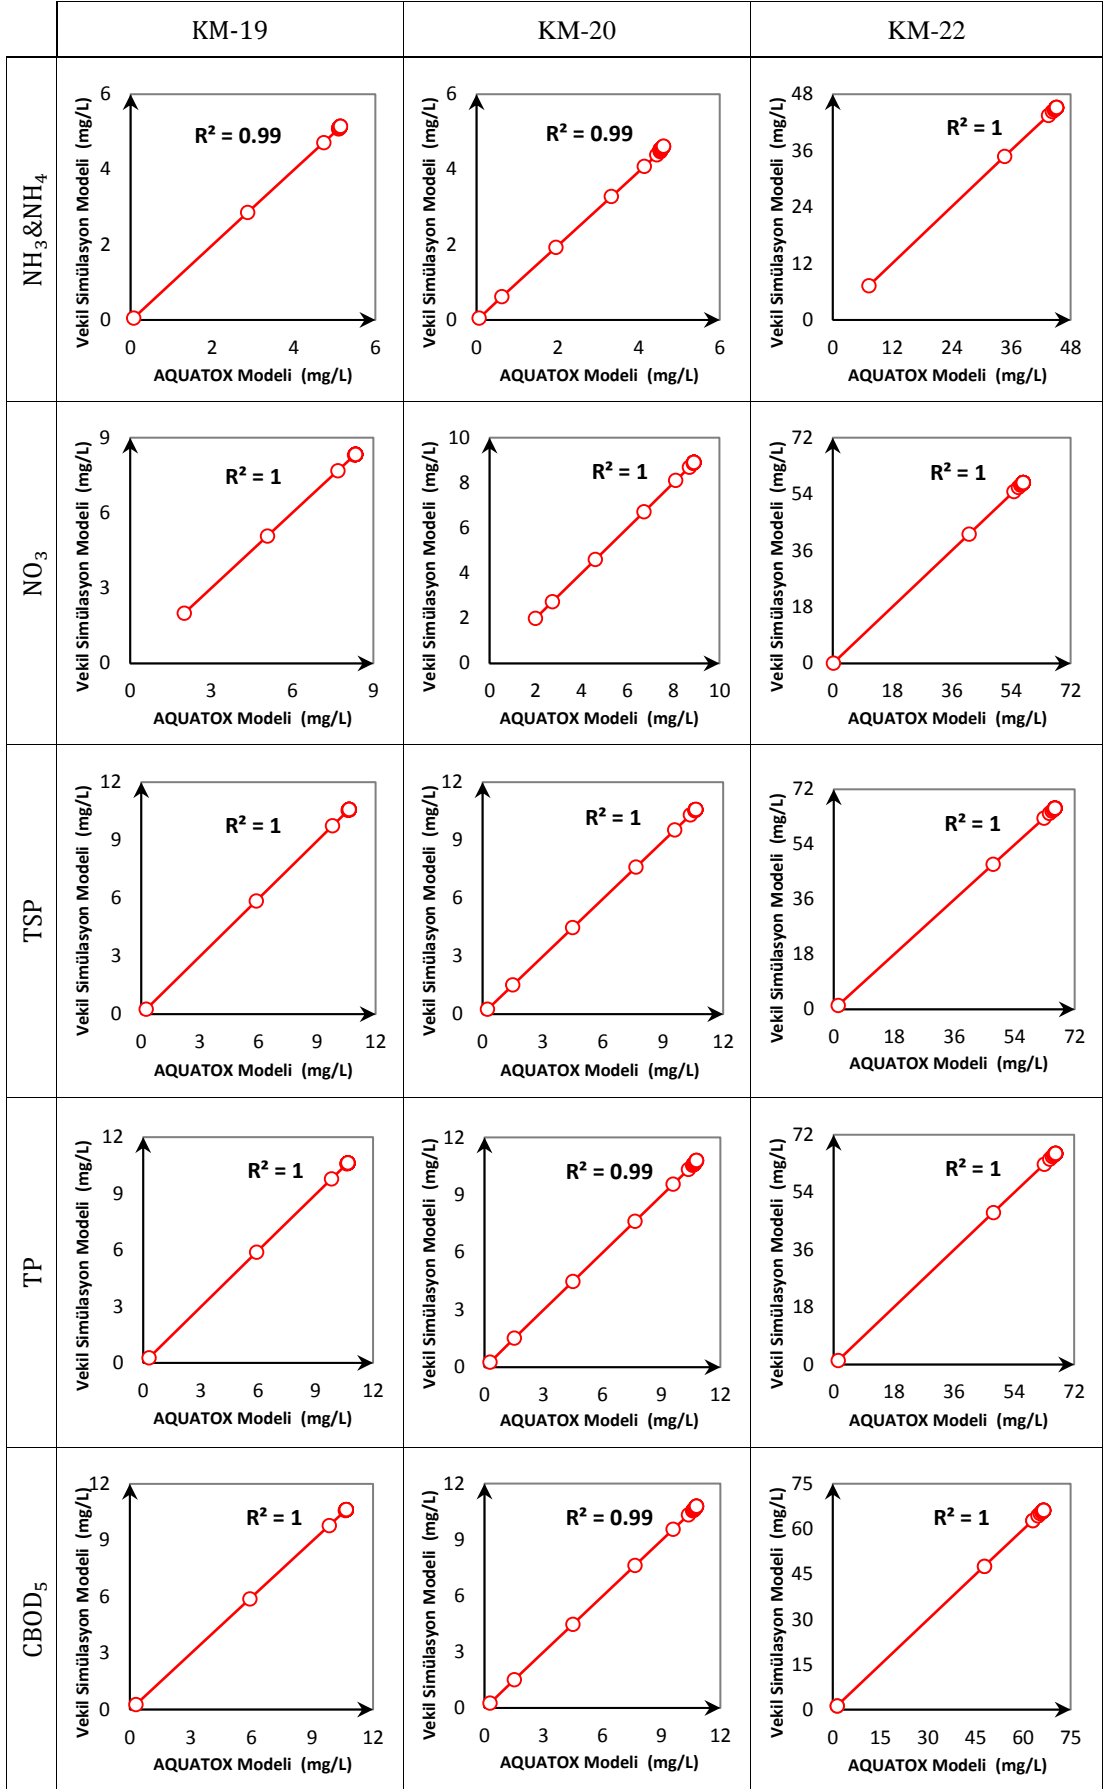 KM-19 KM-20 KM-22
NH₃&NH₄
Vekil Simülasyon Modeli (mg/L)
6
4
2
0
R² = 0.99
0 2 4 6
AQUATOX Modeli (mg/L)
Vekil Simülasyon Modeli (mg/L)
6
4
2
0
R² = 0.99
0 2 4 6
AQUATOX Modeli (mg/L)
Vekil Simülasyon Modeli (mg/L)
48
36
24
12
0
R² = 1
0 12 24 36 48
AQUATOX Modeli (mg/L)
NO₃
Vekil Simülasyon Modeli (mg/L)
9
6
3
0
R² = 1
0 3 6 9
AQUATOX Modeli (mg/L)
Vekil Simülasyon Modeli (mg/L)
10
8
6
4
2
0
R² = 1
0 2 4 6 8 10
AQUATOX Modeli (mg/L)
Vekil Simülasyon Modeli (mg/L)
72
54
36
18
0
R² = 1
0 18 36 54 72
AQUATOX Modeli (mg/L)
TSP
Vekil Simülasyon Modeli (mg/L)
12
9
6
3
0
R² = 1
0 3 6 9 12
AQUATOX Modeli (mg/L)
Vekil Simülasyon Modeli (mg/L)
12
9
6
3
0
R² = 1
0 3 6 9 12
AQUATOX Modeli (mg/L)
Vekil Simülasyon Modeli (mg/L)
72
54
36
18
0
R² = 1
0 18 36 54 72
AQUATOX Modeli (mg/L)
TP
Vekil Simülasyon Modeli (mg/L)
12
9
6
3
0
R² = 1
0 3 6 9 12
AQUATOX Modeli (mg/L)
Vekil Simülasyon Modeli (mg/L)
12
9
6
3
0
R² = 0.99
0 3 6 9 12
AQUATOX Modeli (mg/L)
Vekil Simülasyon Modeli (mg/L)
72
54
36
18
0
R² = 1
0 18 36 54 72
AQUATOX Modeli (mg/L)
CBOD₅
Vekil Simülasyon Modeli (mg/L)
12
9
6
3
0
R² = 1
0 3 6 9 12
AQUATOX Modeli (mg/L)
Vekil Simülasyon Modeli (mg/L)
12
9
6
3
0
R² = 0.99
0 3 6 9 12
AQUATOX Modeli (mg/L)
Vekil Simülasyon Modeli (mg/L)
75
60
45
30
15
0
R² = 1
0 15 30 45 60 75
AQUATOX Modeli (mg/L)